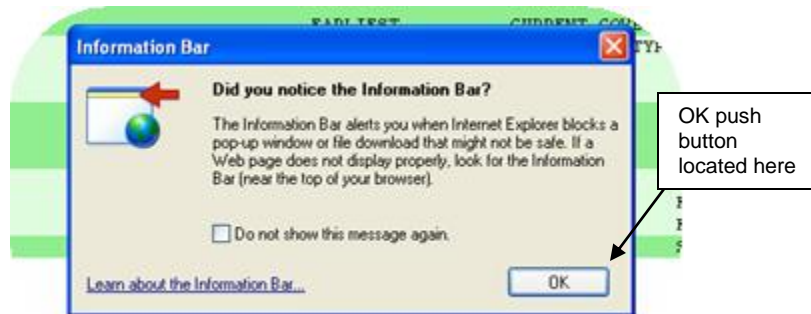 EARLIEST CURRENT
Information Bar
Did you notice the Information Bar?
The Information Bar alerts you when Internet Explorer blocks a
pop-up window or file download that might not be safe. If a
Web page does not display properly, look for the Information
Bar (near the top of your browser).
Do not show this message again.
Learn about the Information Bar...
OK
OK push
button
located here